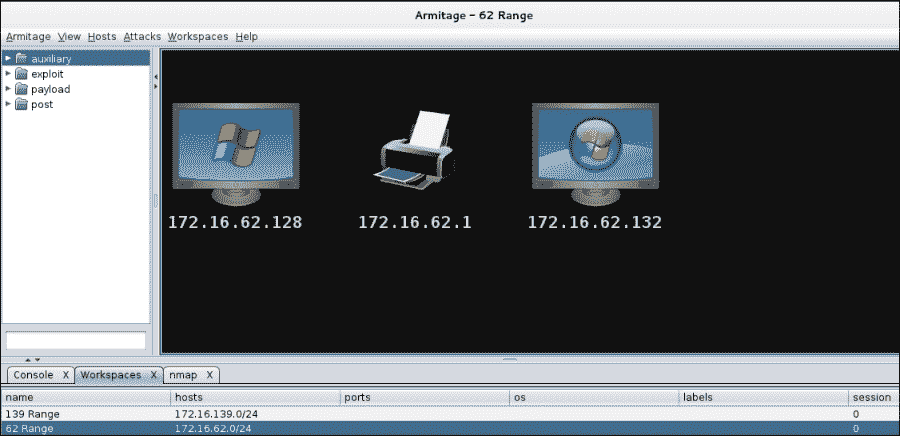 Armitage - 62 Range
Armitage View Hosts Attacks Workspaces Help
auxiliary
exploit
payload
post
172.16.62.128 172.16.62.1 172.16.62.132
Console X Workspaces X nmap X
name hosts ports os labels session
139 Range 172.16.139.0/24 0
62 Range 172.16.62.0/24 0